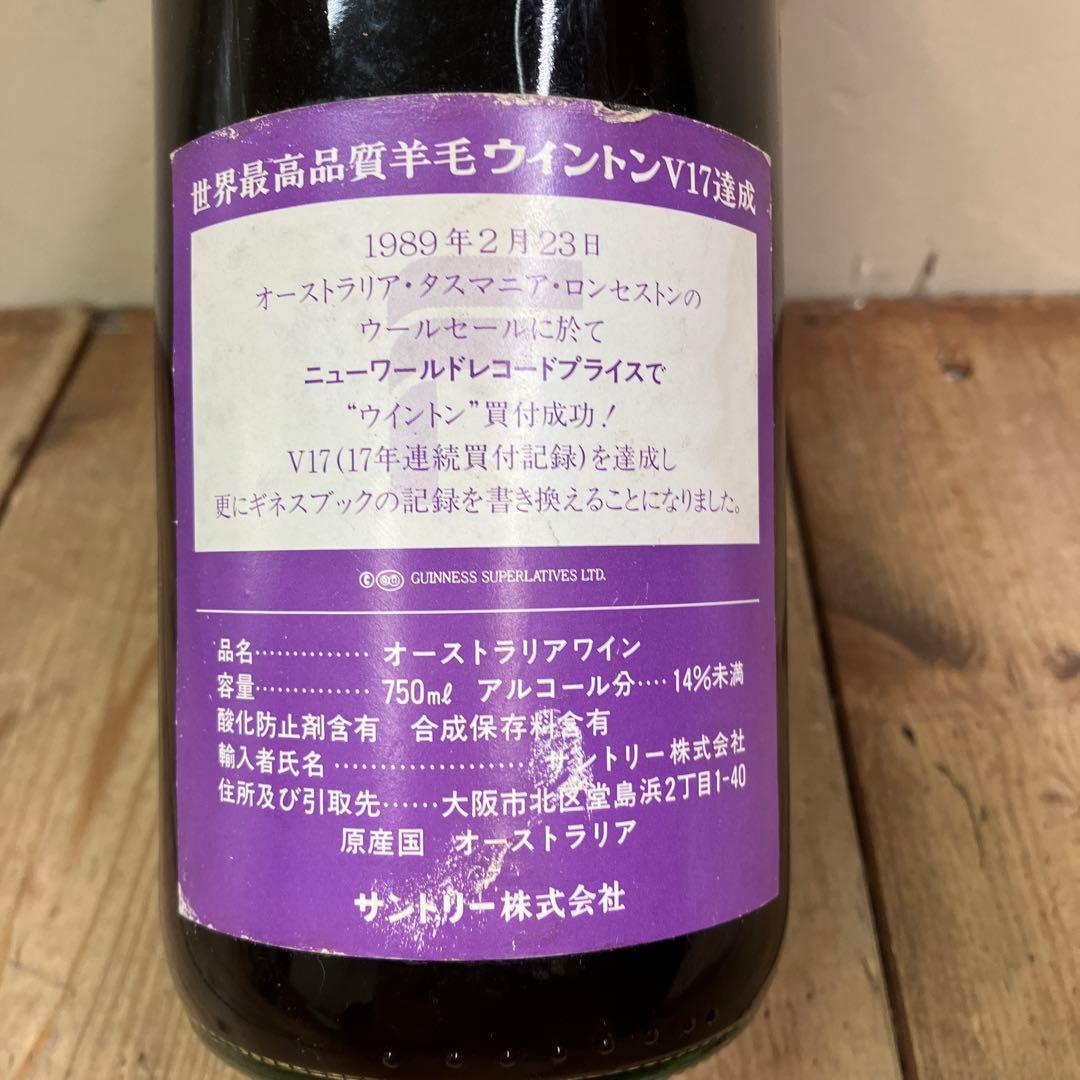 世界最高品質羊毛ウイントンV17達成
1989年2月23日
オーストラリア・タスマニア・ロンセストンの
ウールセールに於て
ニューワールドレコードプライスで
“ウイントン”買付成功！
V17(17年連続買付記録)を達成し
更にギネスブックの記録を書き換えることになりました。
© GUINNESS SUPERLATIVES LTD.
品名‥‥‥‥‥‥‥ オーストラリアワイン
容量‥‥‥‥‥‥‥ 750mℓ アルコール分‥‥14%未満
酸化防止剤含有 合成保存料含有
輸入者氏名‥‥‥‥‥‥‥‥‥‥サントリー株式会社
住所及び引取先‥‥‥大阪市北区堂島浜2丁目1-40
原産国 オーストラリア
サントリー株式会社